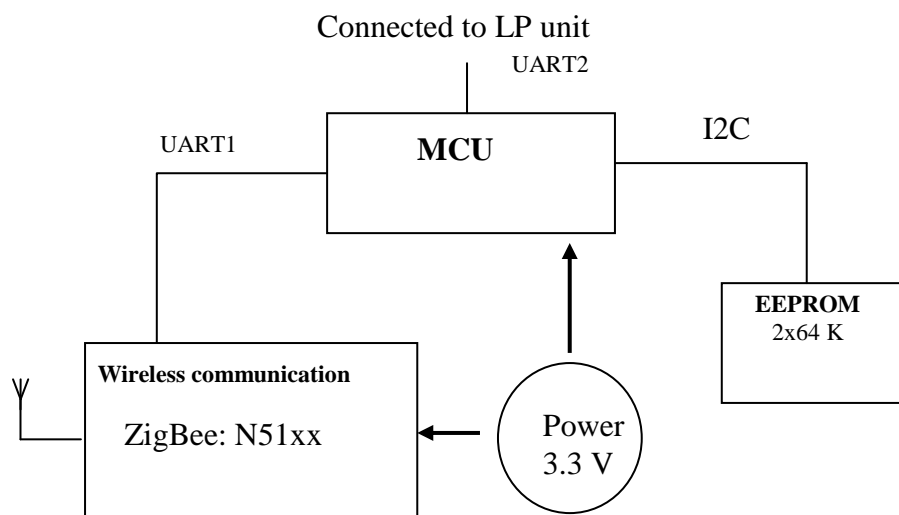 Connected to LP unit
UART2
UART1
MCU
I2C
EEPROM
2x64 K
Wireless communication
ZigBee: N51xx
Power
3.3 V